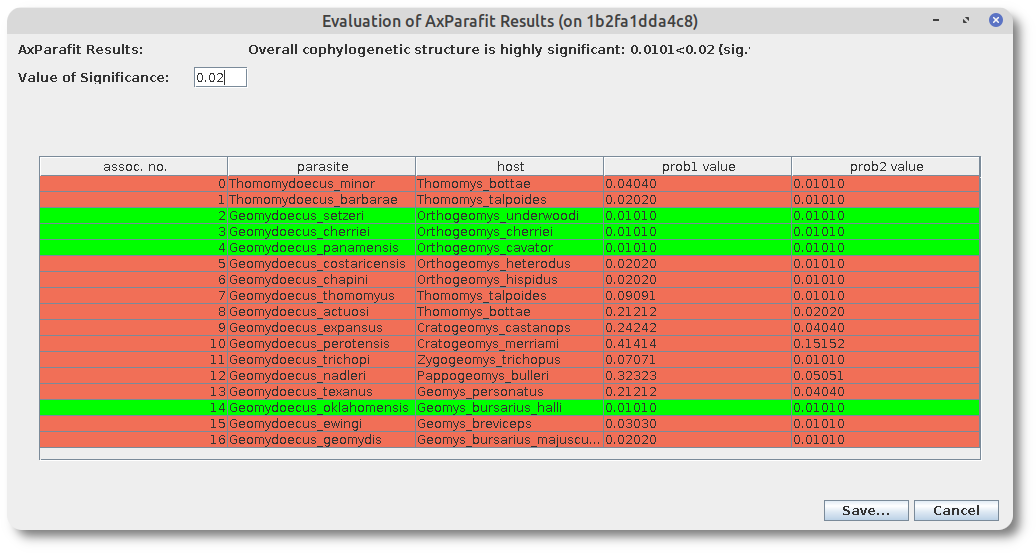 Evaluation of AxParafit Results (on 1b2fa1dda4c8)
AxParafit Results: Overall cophylogenetic structure is highly significant: 0.0101<0.02 (sig.
Value of Significance: 0.02
assoc. no. parasite host prob1 value prob2 value
0 Thomomydoecus_minor Thomomys_bottae 0.04040 0.01010
1 Thomomydoecus_barbarae Thomomys_talpoides 0.02020 0.01010
2 Geomydoecus_setzeri Orthogeomys_underwoodi 0.01010 0.01010
3 Geomydoecus_cherriei Orthogeomys_cherriei 0.01010 0.01010
4 Geomydoecus_panamensis Orthogeomys_cavator 0.01010 0.01010
5 Geomydoecus_costaricensis Orthogeomys_heterodus 0.02020 0.01010
6 Geomydoecus_chapini Orthogeomys_hispidus 0.02020 0.01010
7 Geomydoecus_thomomyus Thomomys_talpoides 0.09091 0.01010
8 Geomydoecus_actuosi Thomomys_bottae 0.21212 0.02020
9 Geomydoecus_expansus Cratogeomys_castanops 0.24242 0.04040
10 Geomydoecus_perotensis Cratogeomys_merriami 0.41414 0.15152
11 Geomydoecus_trichopi Zygogeomys_trichopus 0.07071 0.01010
12 Geomydoecus_nadleri Pappogeomys_bulleri 0.32323 0.05051
13 Geomydoecus_texanus Geomys_personatus 0.21212 0.04040
14 Geomydoecus_oklahomensis Geomys_bursarius_halli 0.01010 0.01010
15 Geomydoecus_ewingi Geomys_breviceps 0.03030 0.01010
16 Geomydoecus_geomydis Geomys_bursarius_majuscu... 0.02020 0.01010
Save... Cancel